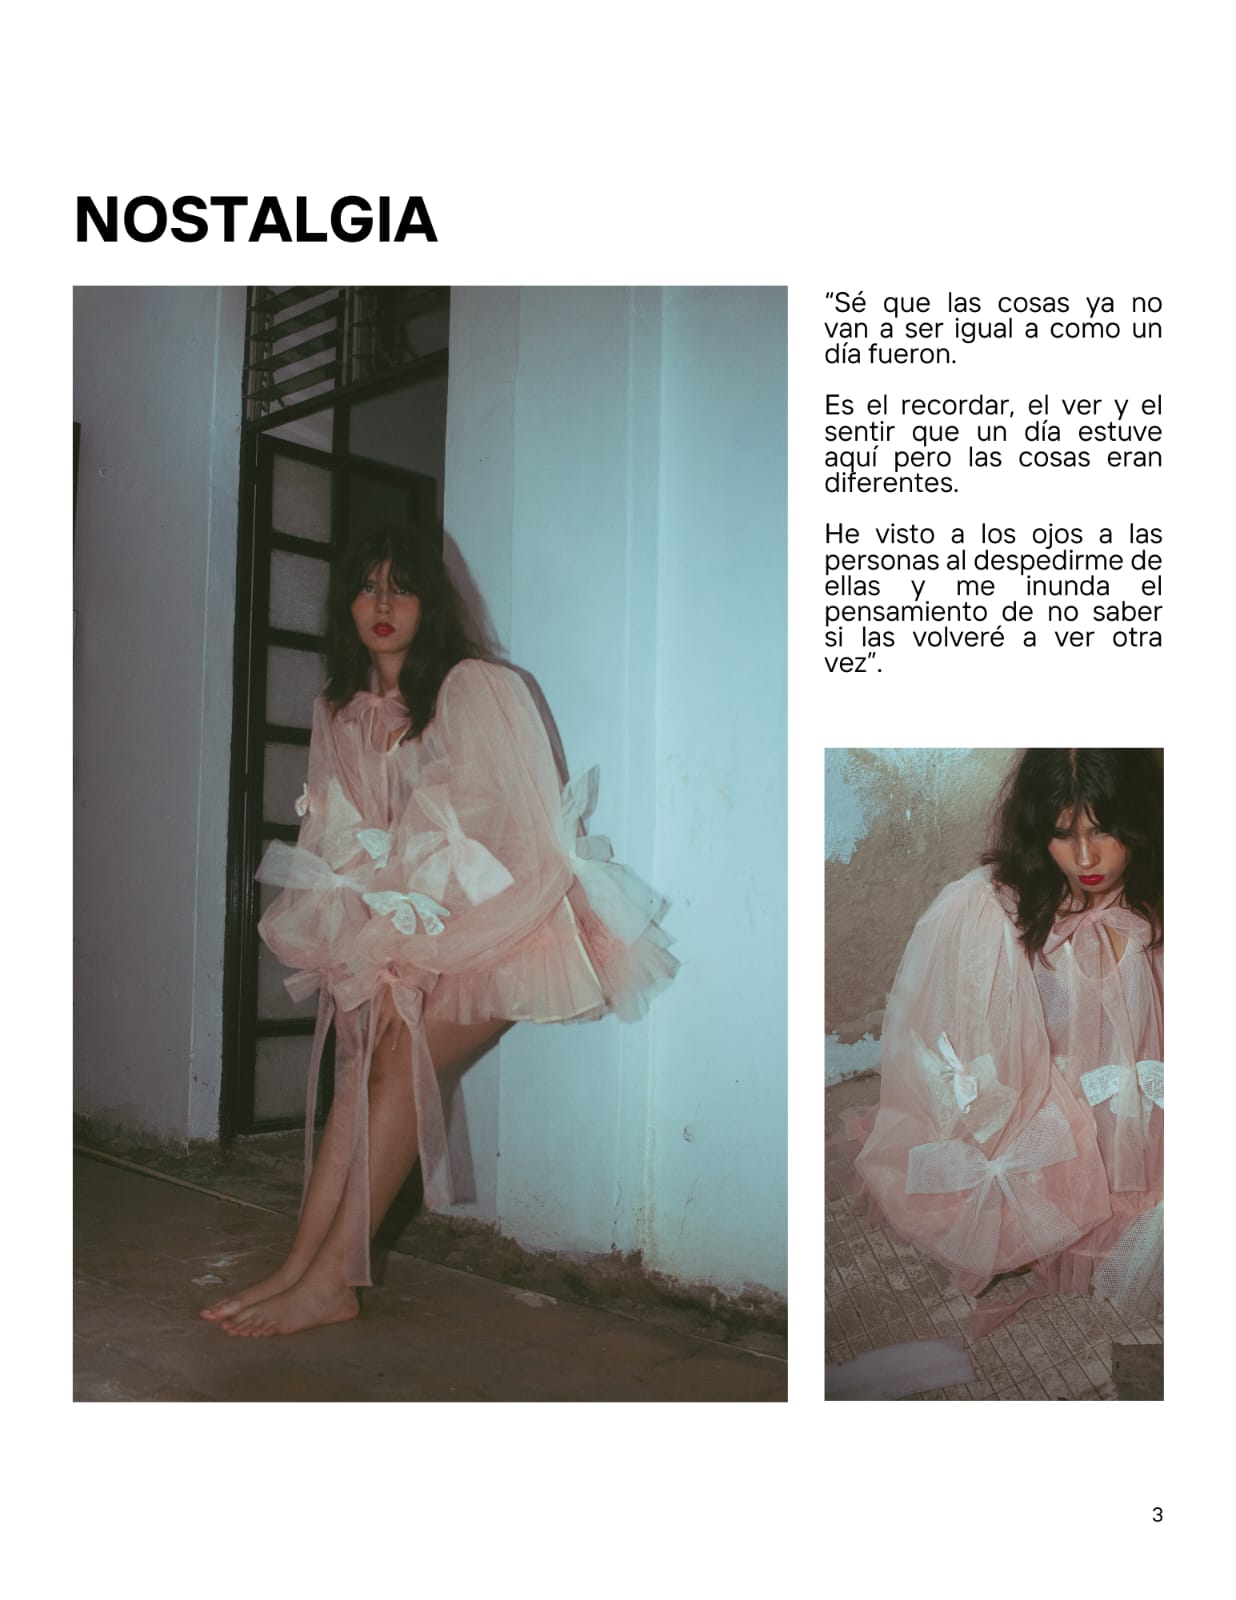 NOSTALGIA
“Sé que las cosas ya no
van a ser igual a como un
día fueron.
Es el recordar, el ver y el
sentir que un día estuve
aquí pero las cosas eran
diferentes.
He visto a los ojos a las
personas al despedirme de
ellas y me inunda el
pensamiento de no saber
si las volveré a ver otra
vez”.
3